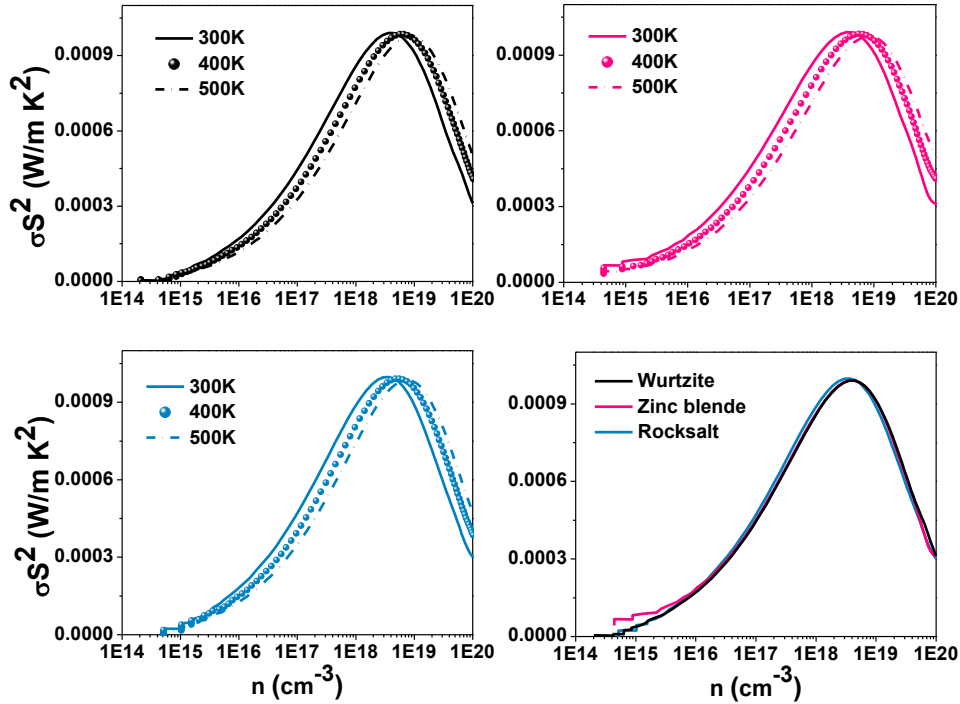 σS² (W/m K²)
0.0009
0.0006
0.0003
0.0000
300K
400K
500K
1E14 1E15 1E16 1E17 1E18 1E19 1E20
0.0009
0.0006
0.0003
0.0000
300K
400K
500K
1E14 1E15 1E16 1E17 1E18 1E19 1E20
σS² (W/m K²)
0.0009
0.0006
0.0003
0.0000
300K
400K
500K
1E14 1E15 1E16 1E17 1E18 1E19 1E20
n (cm⁻³)
0.0009
0.0006
0.0003
0.0000
Wurtzite
Zinc blende
Rocksalt
1E14 1E15 1E16 1E17 1E18 1E19 1E20
n (cm⁻³)